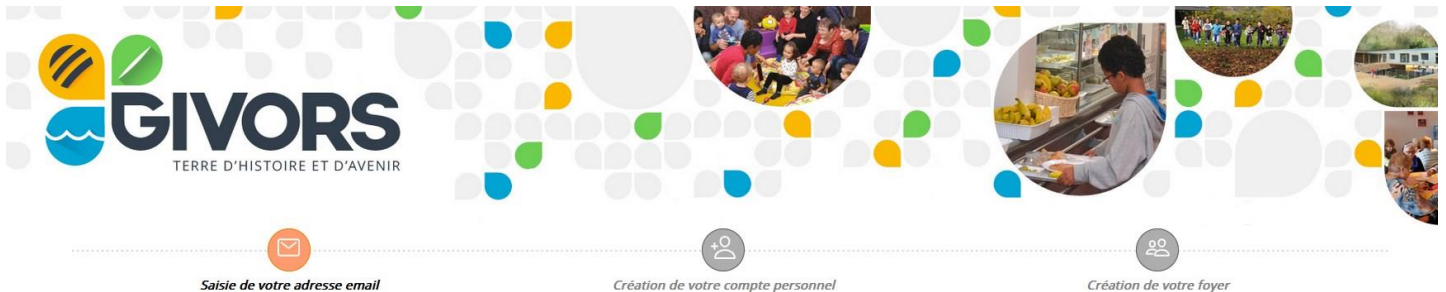 GIVORS
TERRE D'HISTOIRE ET D'AVENIR
Saisie de votre adresse email
Création de votre compte personnel
Création de votre foyer